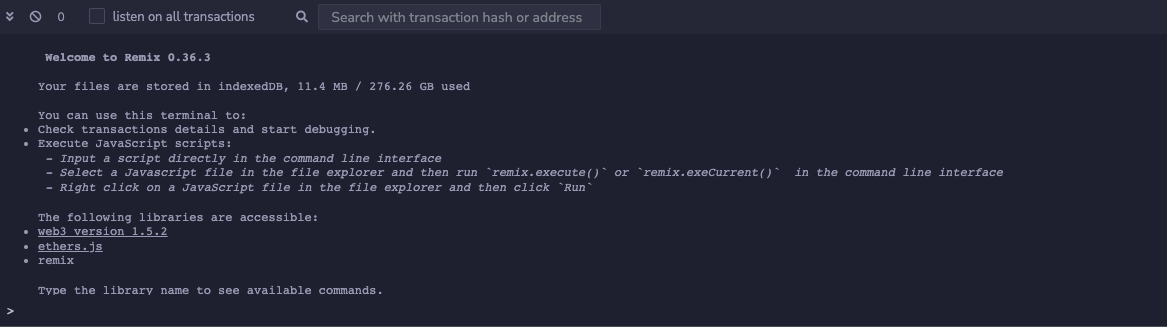 0 listen on all transactions Search with transaction hash or address
Welcome to Remix 0.36.3
Your files are stored in indexedDB, 11.4 MB / 276.26 GB used
You can use this terminal to:
• Check transactions details and start debugging.
• Execute JavaScript scripts:
- Input a script directly in the command line interface
- Select a Javascript file in the file explorer and then run `remix.execute()` or `remix.exeCurrent()`  in the command line interface
- Right click on a JavaScript file in the file explorer and then click `Run`
The following libraries are accessible:
• web3 version 1.5.2
• ethers.js
• remix
Type the library name to see available commands.
>